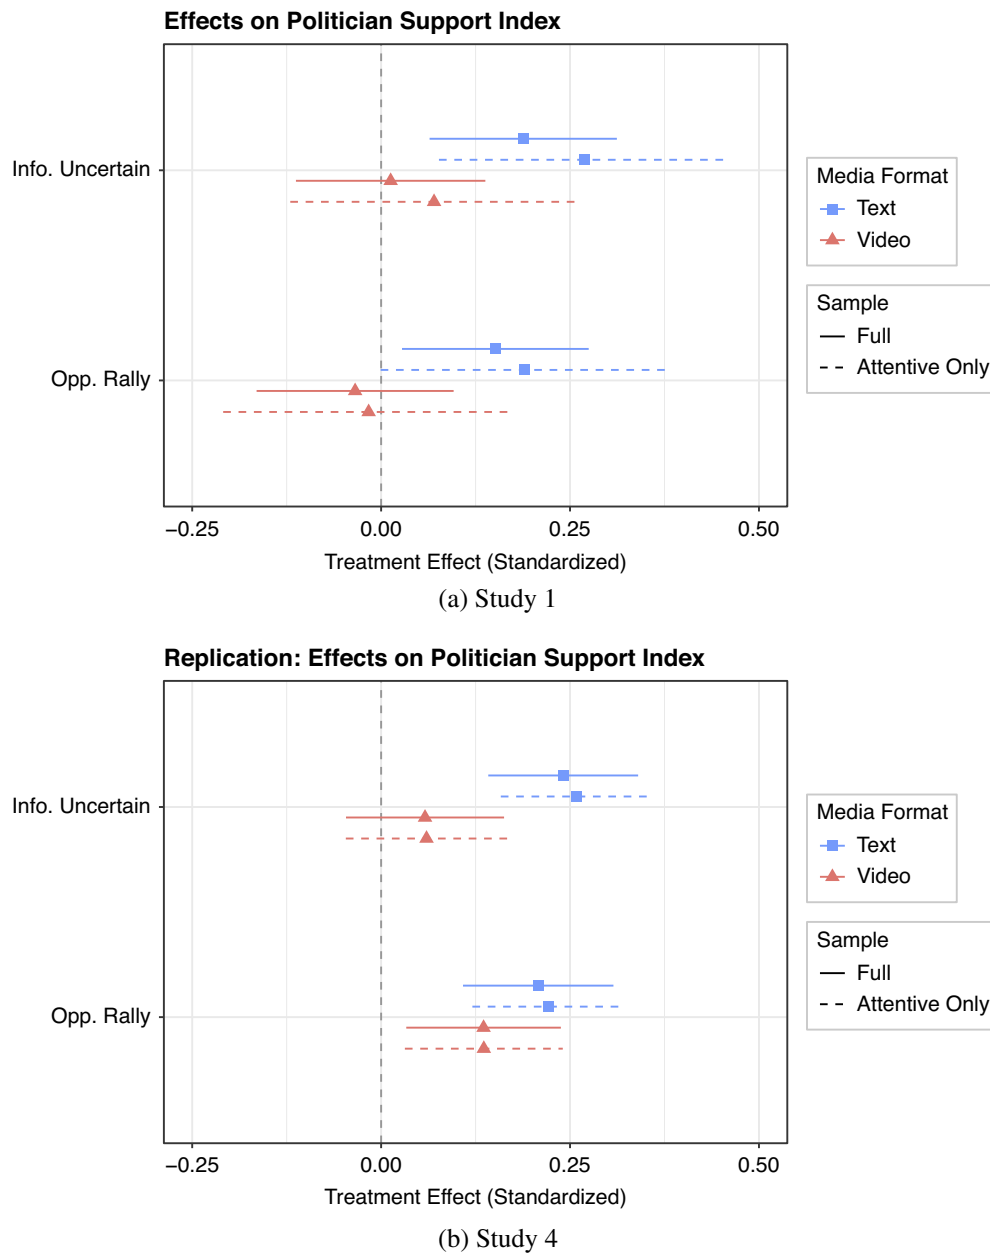 Effects on Politician Support Index
Info. Uncertain
Opp. Rally
−0.25 0.00 0.25 0.50
Treatment Effect (Standardized)
Media Format
Text
Video
Sample
Full
Attentive Only
(a) Study 1
Replication: Effects on Politician Support Index
Info. Uncertain
Opp. Rally
−0.25 0.00 0.25 0.50
Treatment Effect (Standardized)
Media Format
Text
Video
Sample
Full
Attentive Only
(b) Study 4